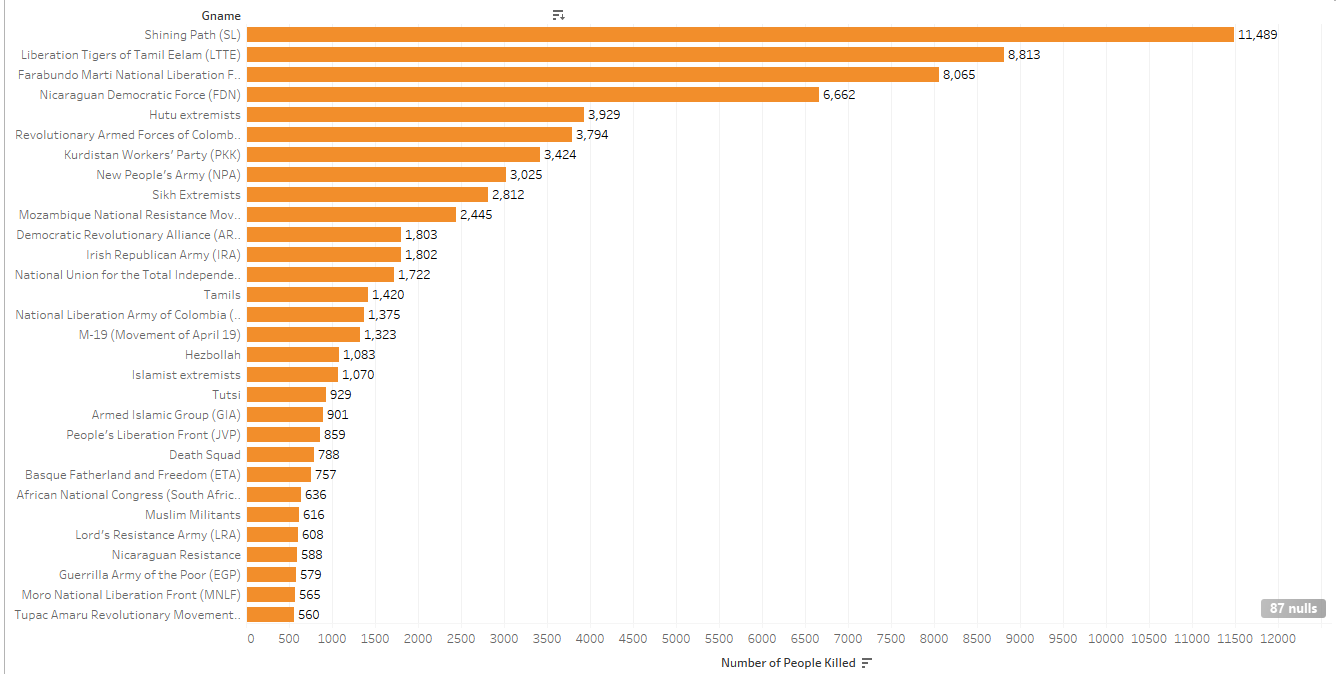 Gname
Shining Path (SL) 11,489
Liberation Tigers of Tamil Eelam (LTTE) 8,813
Farabundo Marti National Liberation F.. 8,065
Nicaraguan Democratic Force (FDN) 6,662
Hutu extremists 3,929
Revolutionary Armed Forces of Colomb.. 3,794
Kurdistan Workers' Party (PKK) 3,424
New People's Army (NPA) 3,025
Sikh Extremists 2,812
Mozambique National Resistance Mov.. 2,445
Democratic Revolutionary Alliance (AR.. 1,803
Irish Republican Army (IRA) 1,802
National Union for the Total Independe.. 1,722
Tamils 1,420
National Liberation Army of Colombia (.. 1,375
M-19 (Movement of April 19) 1,323
Hezbollah 1,083
Islamist extremists 1,070
Tutsi 929
Armed Islamic Group (GIA) 901
People's Liberation Front (JVP) 859
Death Squad 788
Basque Fatherland and Freedom (ETA) 757
African National Congress (South Afric.. 636
Muslim Militants 616
Lord's Resistance Army (LRA) 608
Nicaraguan Resistance 588
Guerrilla Army of the Poor (EGP) 579
Moro National Liberation Front (MNLF) 565
87 nulls
Tupac Amaru Revolutionary Movement.. 560
0 500 1000 1500 2000 2500 3000 3500 4000 4500 5000 5500 6000 6500 7000 7500 8000 8500 9000 9500 10000 10500 11000 11500 12000
Number of People Killed